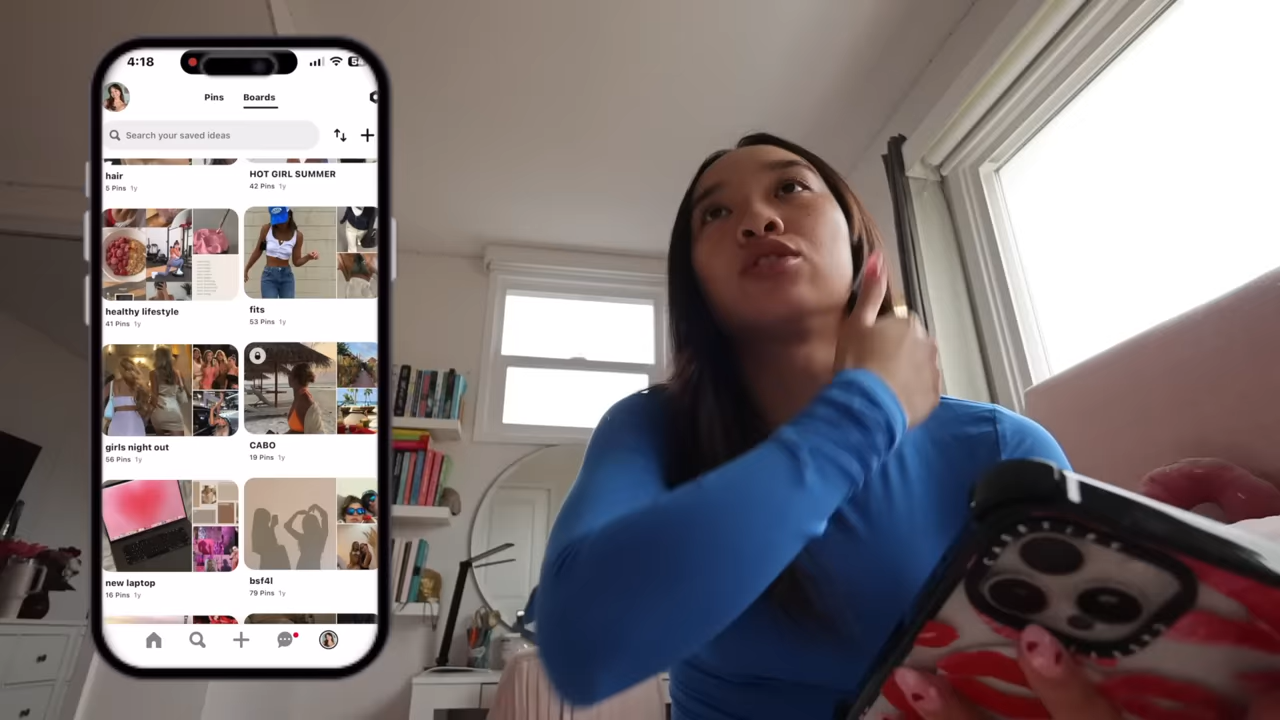 4:18
54
Pins Boards
Search your saved ideas
hair
5 Pins 1y
HOT GIRL SUMMER
42 Pins 1y
healthy lifestyle
41 Pins 1y
fits
53 Pins 1y
girls night out
56 Pins 1y
CABO
19 Pins 1y
new laptop
16 Pins 1y
bsf4l
79 Pins 1y